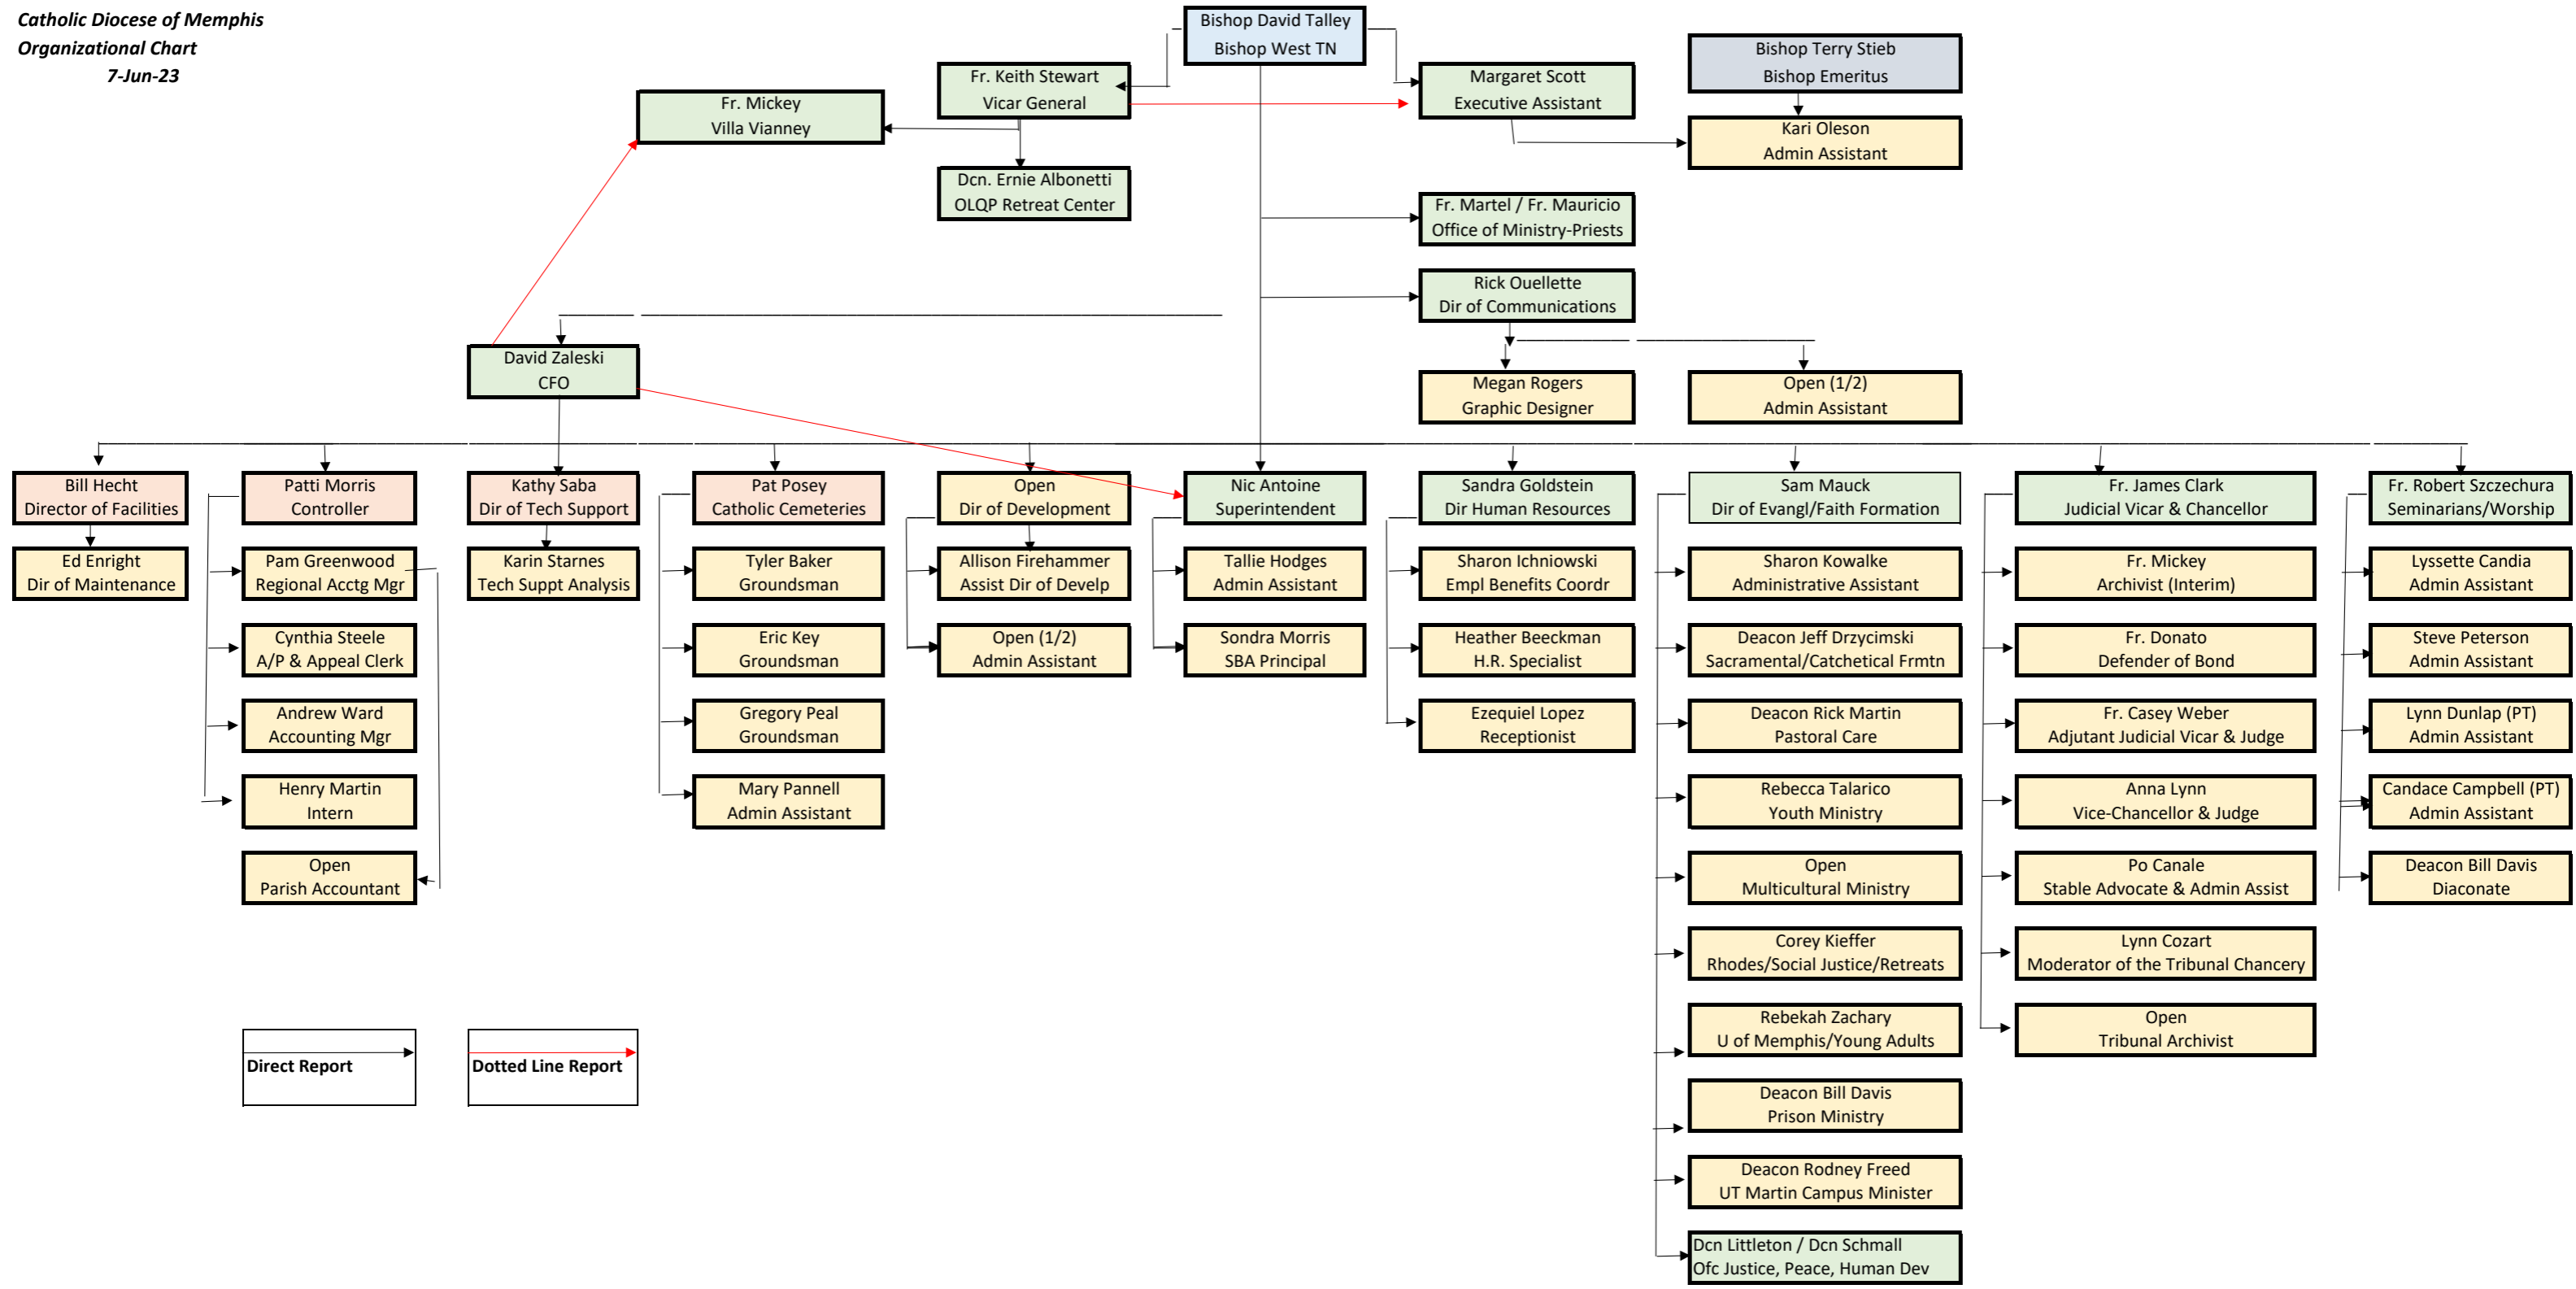 Catholic Diocese of Memphis
Organizational Chart
7-Jun-23
Bishop David Talley
Bishop West TN
Bishop Terry Stieb
Bishop Emeritus
Fr. Keith Stewart
Vicar General
Margaret Scott
Executive Assistant
Fr. Mickey
Villa Vianney
Kari Oleson
Admin Assistant
Dcn. Ernie Albonetti
OLQP Retreat Center
Fr. Martel / Fr. Mauricio
Office of Ministry-Priests
Rick Ouellette
Dir of Communications
David Zaleski
CFO
Megan Rogers
Graphic Designer
Open (1/2)
Admin Assistant
Bill Hecht
Director of Facilities
Patti Morris
Controller
Kathy Saba
Dir of Tech Support
Pat Posey
Catholic Cemeteries
Open
Dir of Development
Nic Antoine
Superintendent
Sandra Goldstein
Dir Human Resources
Sam Mauck
Dir of Evangl/Faith Formation
Fr. James Clark
Judicial Vicar & Chancellor
Fr. Robert Szczechura
Seminarians/Worship
Ed Enright
Dir of Maintenance
Pam Greenwood
Regional Acctg Mgr
Karin Starnes
Tech Suppt Analysis
Tyler Baker
Groundsman
Allison Firehammer
Assist Dir of Develp
Tallie Hodges
Admin Assistant
Sharon Ichniowski
Empl Benefits Coordr
Sharon Kowalke
Administrative Assistant
Fr. Mickey
Archivist (Interim)
Lyssette Candia
Admin Assistant
Cynthia Steele
A/P & Appeal Clerk
Eric Key
Groundsman
Open (1/2)
Admin Assistant
Sondra Morris
SBA Principal
Heather Beeckman
H.R. Specialist
Deacon Jeff Drzycimski
Sacramental/Catchetical Frmtn
Fr. Donato
Defender of Bond
Steve Peterson
Admin Assistant
Andrew Ward
Accounting Mgr
Gregory Peal
Groundsman
Ezequiel Lopez
Receptionist
Deacon Rick Martin
Pastoral Care
Fr. Casey Weber
Adjutant Judicial Vicar & Judge
Lynn Dunlap (PT)
Admin Assistant
Henry Martin
Intern
Mary Pannell
Admin Assistant
Rebecca Talarico
Youth Ministry
Anna Lynn
Vice-Chancellor & Judge
Candace Campbell (PT)
Admin Assistant
Open
Parish Accountant
Open
Multicultural Ministry
Po Canale
Stable Advocate & Admin Assist
Deacon Bill Davis
Diaconate
Corey Kieffer
Rhodes/Social Justice/Retreats
Lynn Cozart
Moderator of the Tribunal Chancery
Rebekah Zachary
U of Memphis/Young Adults
Open
Tribunal Archivist
Direct Report
Dotted Line Report
Deacon Bill Davis
Prison Ministry
Deacon Rodney Freed
UT Martin Campus Minister
Dcn Littleton / Dcn Schmall
Ofc Justice, Peace, Human Dev